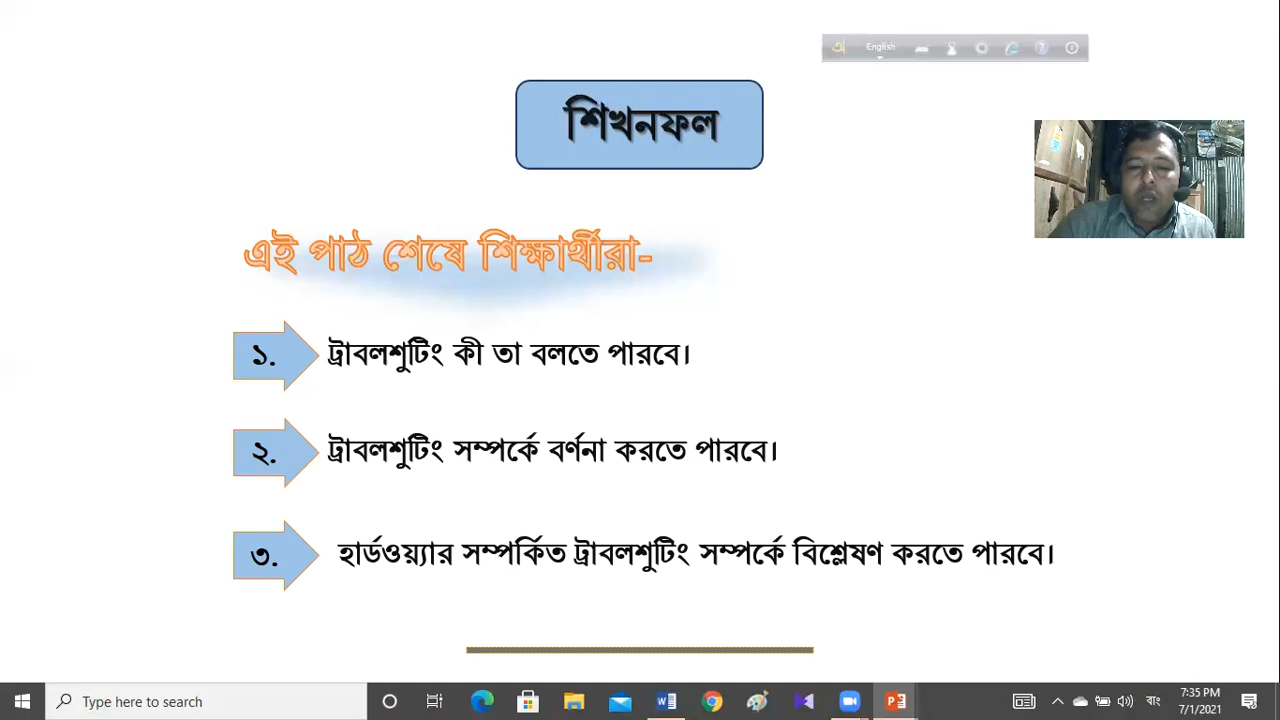 English
শিখনফল
এই পাঠ শেষে শিক্ষার্থীরা-
১. ট্রাবলশুটিং কী তা বলতে পারবে।
২. ট্রাবলশুটিং সম্পর্কে বর্ণনা করতে পারবে।
৩. হার্ডওয়্যার সম্পর্কিত ট্রাবলশুটিং সম্পর্কে বিশ্লেষণ করতে পারবে।
Type here to search
বাং
7:35 PM
7/1/2021